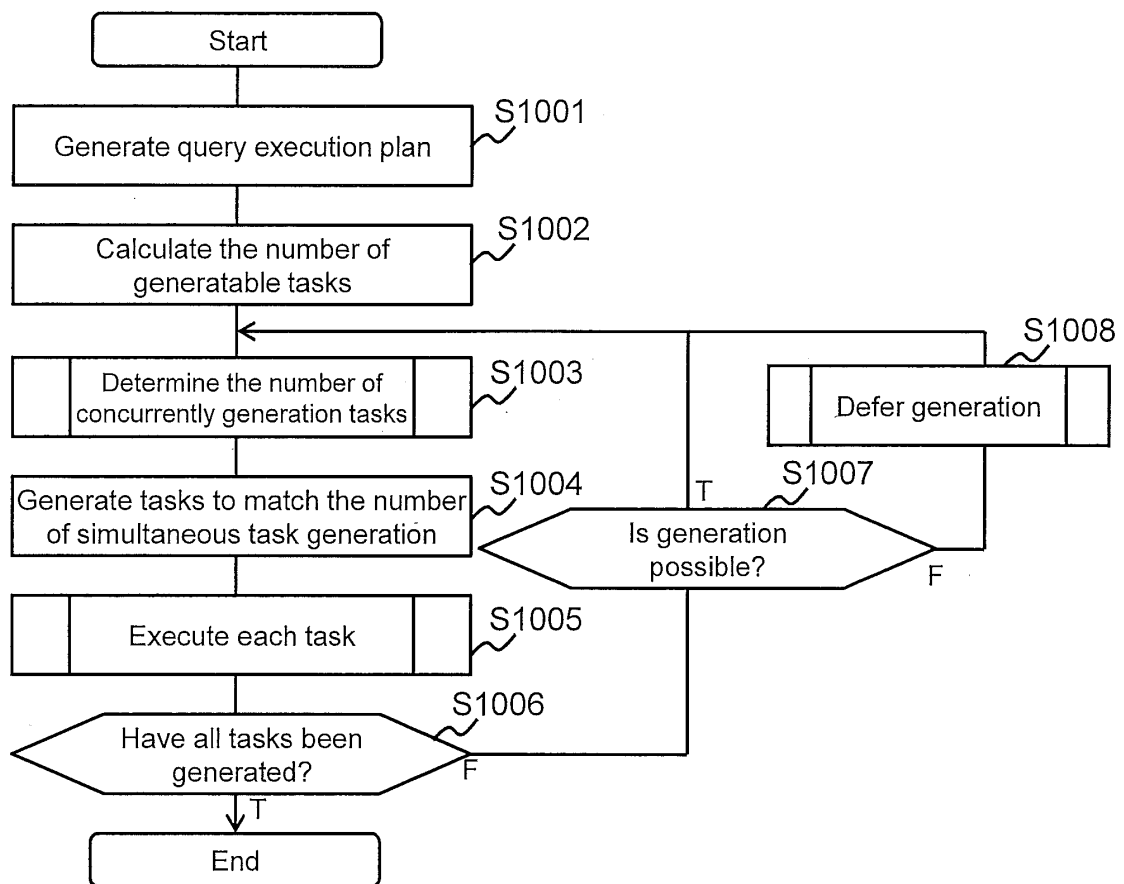 Start
S1001
Generate query execution plan
S1002
Calculate the number of
generatable tasks
S1003
Determine the number of
concurrently generation tasks
S1004
Generate tasks to match the number
of simultaneous task generation
S1005
Execute each task
S1006
Have all tasks been
generated?
F
T
End
S1007
T
Is generation
possible?
F
S1008
Defer generation